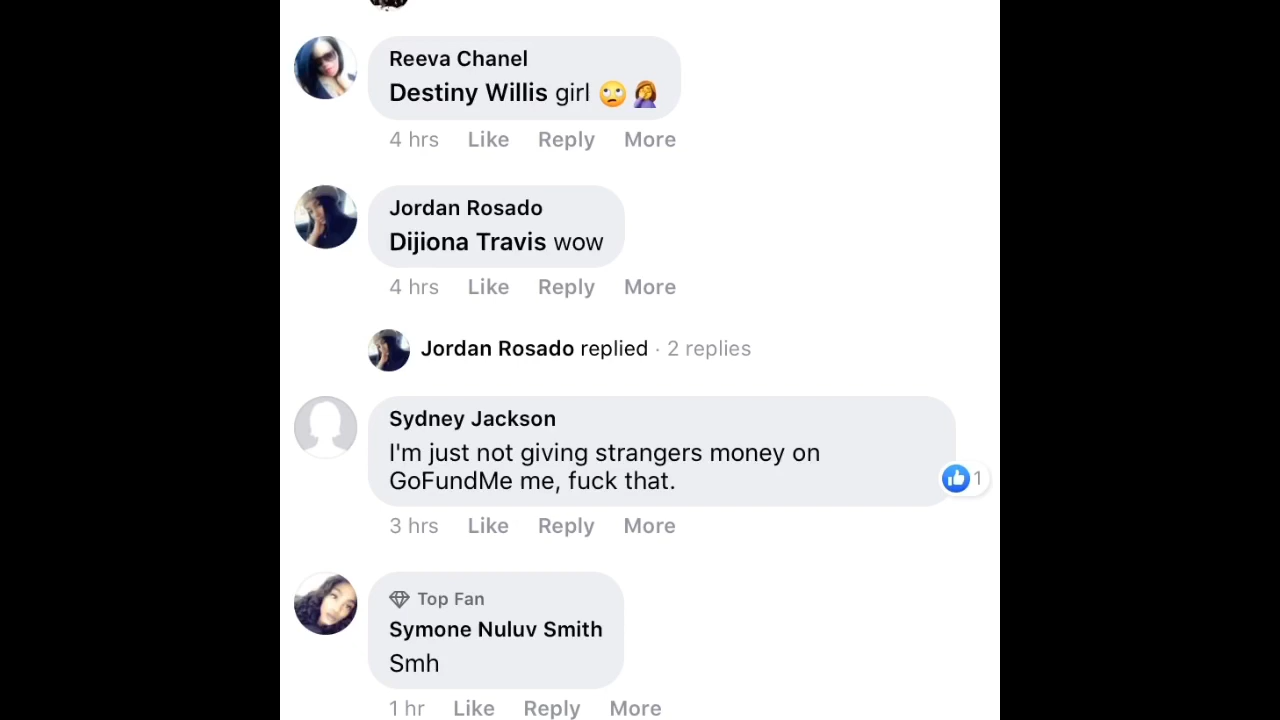 Reeva Chanel
Destiny Willis girl 🙄🤦‍♀️
4 hrs Like Reply More
Jordan Rosado
Dijiona Travis wow
4 hrs Like Reply More
Jordan Rosado replied · 2 replies
Sydney Jackson
I'm just not giving strangers money on
GoFundMe me, fuck that.
1
3 hrs Like Reply More
Top Fan
Symone Nuluv Smith
Smh
1 hr Like Reply More